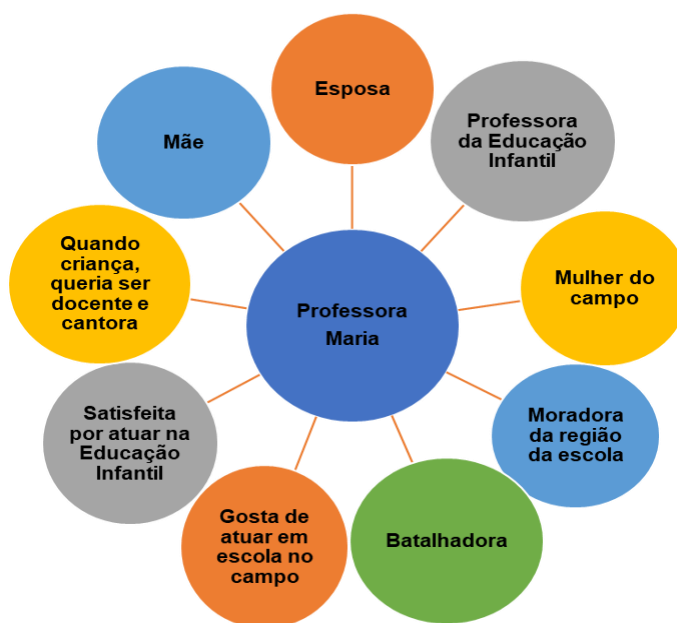 Esposa
Professora
da Educação
Infantil
Mulher do
campo
Moradora
da região
da escola
Batalhadora
Gosta de
atuar em
escola no
campo
Satisfeita
por atuar na
Educação
Infantil
Quando
criança,
queria ser
docente e
cantora
Mãe
Professora
Maria